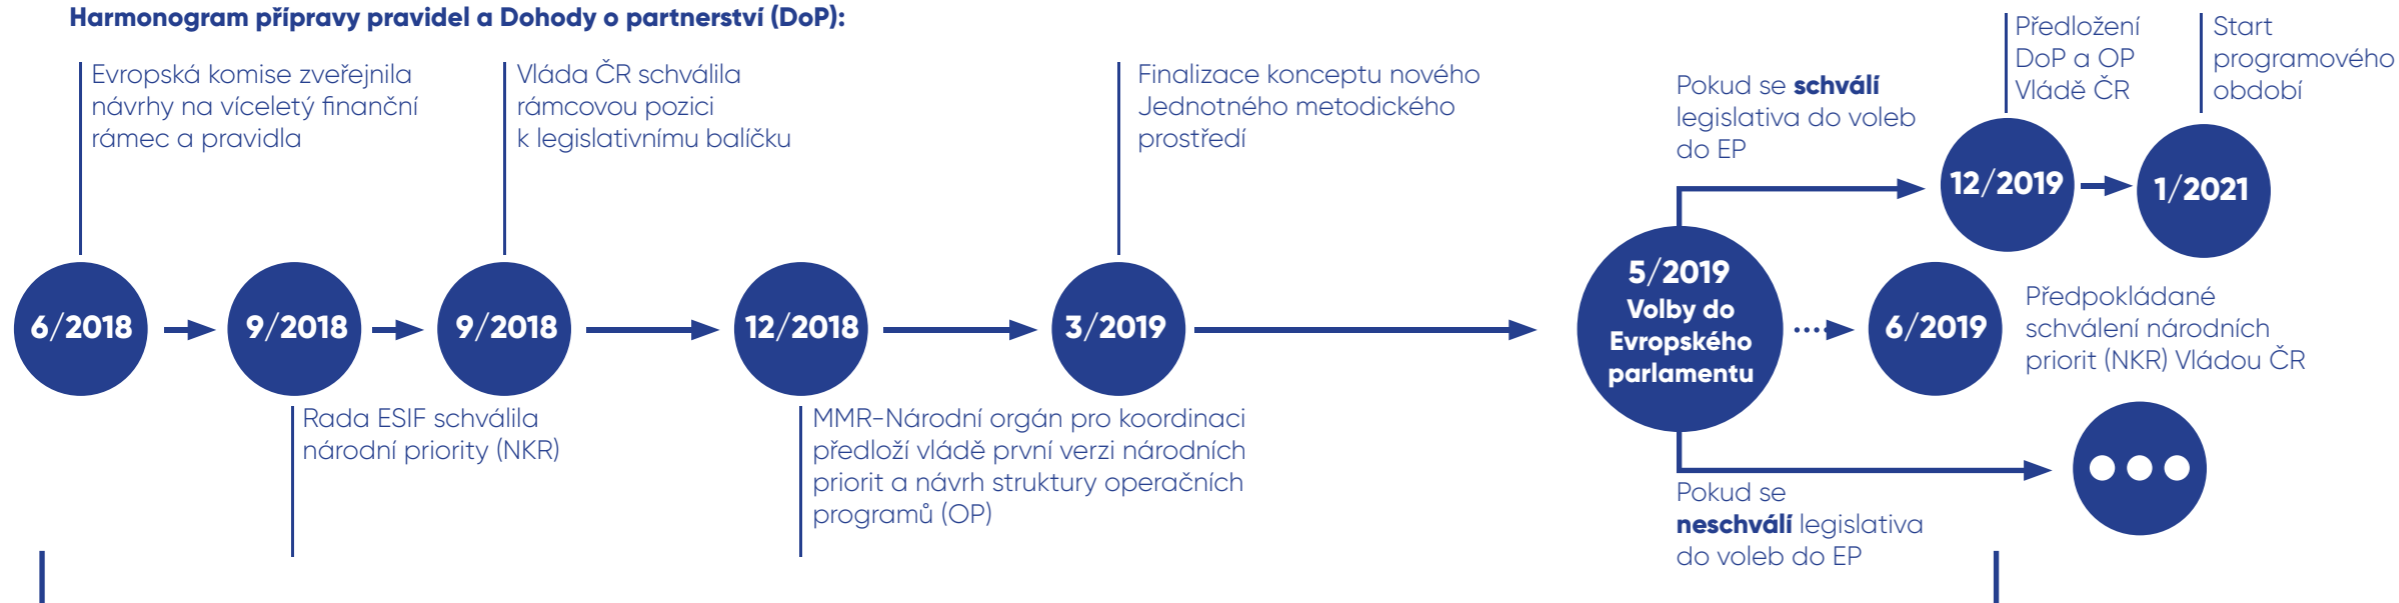 Harmonogram přípravy pravidel a Dohody o partnerství (DoP):
Evropská komise zveřejnila
návrhy na víceletý finanční
rámec a pravidla
6/2018
9/2018
Rada ESIF schválila
národní priority (NKR)
Vláda ČR schválila
rámcovou pozici
k legislativnímu balíčku
9/2018
12/2018
MMR-Národní orgán pro koordinaci
předloží vládě první verzi národních
priorit a návrh struktury operačních
programů (OP)
Finalizace konceptu nového
Jednotného metodického
prostředí
3/2019
5/2019
Volby do
Evropského
parlamentu
Pokud se schválí
legislativa do voleb
do EP
Předložení
DoP a OP
Vládě ČR
12/2019
Start
programového
období
1/2021
6/2019
Předpokládané
schválení národních
priorit (NKR) Vládou ČR
Pokud se
neschválí legislativa
do voleb do EP